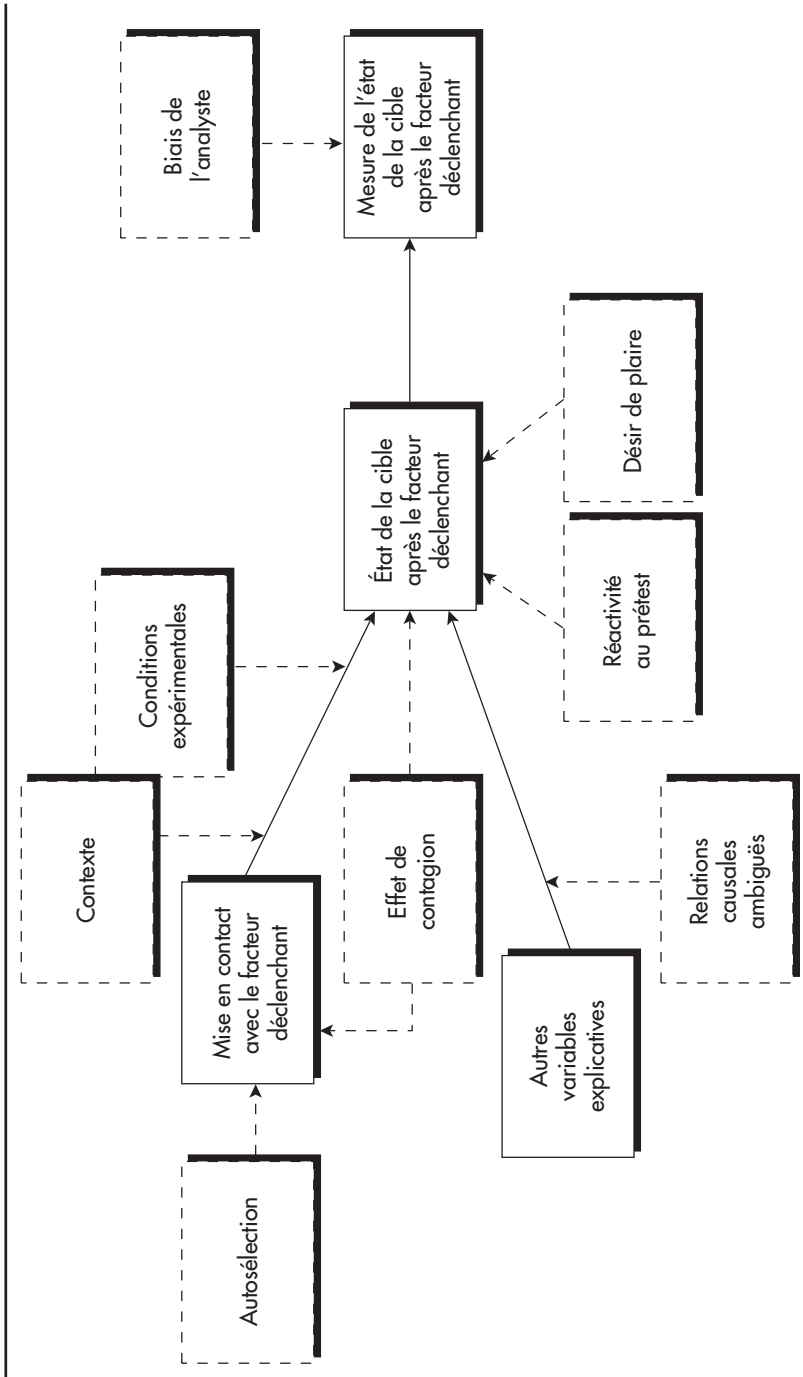 Autosélection
Mise en contact
avec le facteur
déclenchant
Contexte
Conditions
expérimentales
Effet de
contagion
Autres
variables
explicatives
Relations
causales
ambiguës
État de la cible
après le facteur
déclenchant
Réactivité
au prétest
Désir de plaire
Biais de
l'analyste
Mesure de l'état
de la cible
après le facteur
déclenchant